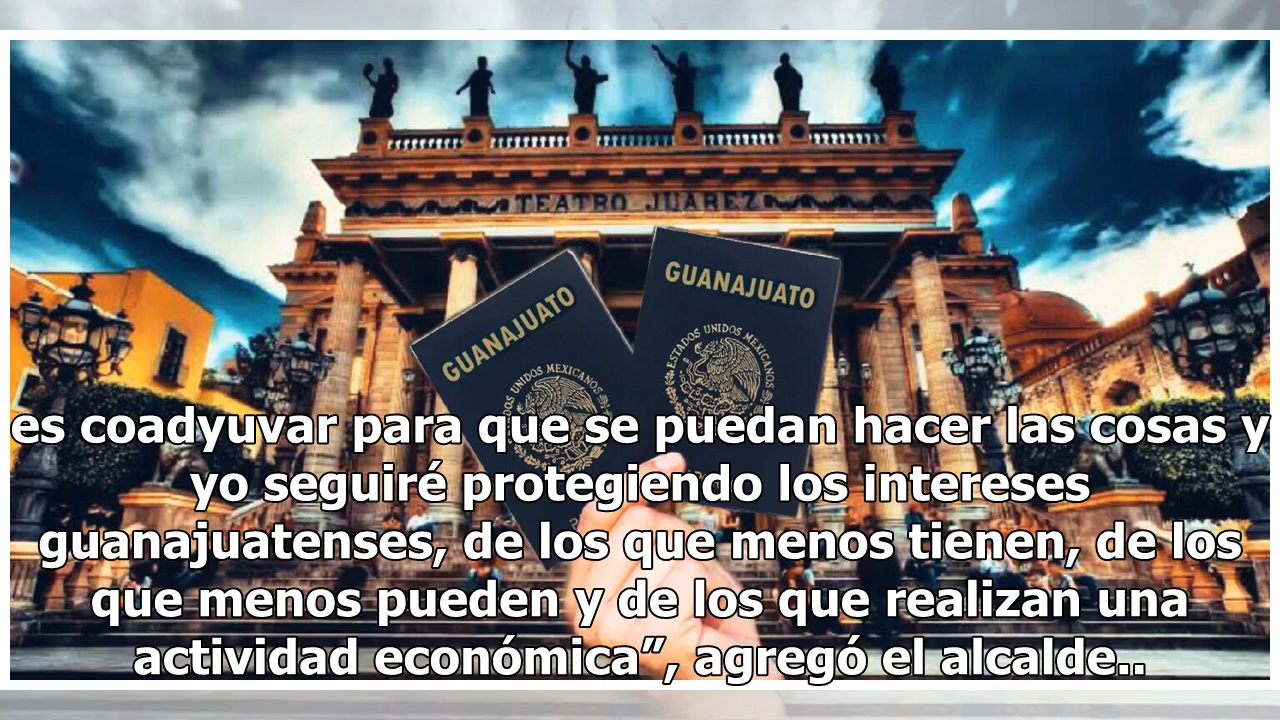 TEATRO JUAREZ
GUANAJUATO
UNIDOS MEXICANOS
GUANAJUATO
ESTADOS UNIDOS MEXICANOS
es coadyuvar para que se puedan hacer las cosas y
yo seguiré protegiendo los intereses
guanajuatenses, de los que menos tienen, de los
que menos pueden y de los que realizan una
actividad económica”, agregó el alcalde..